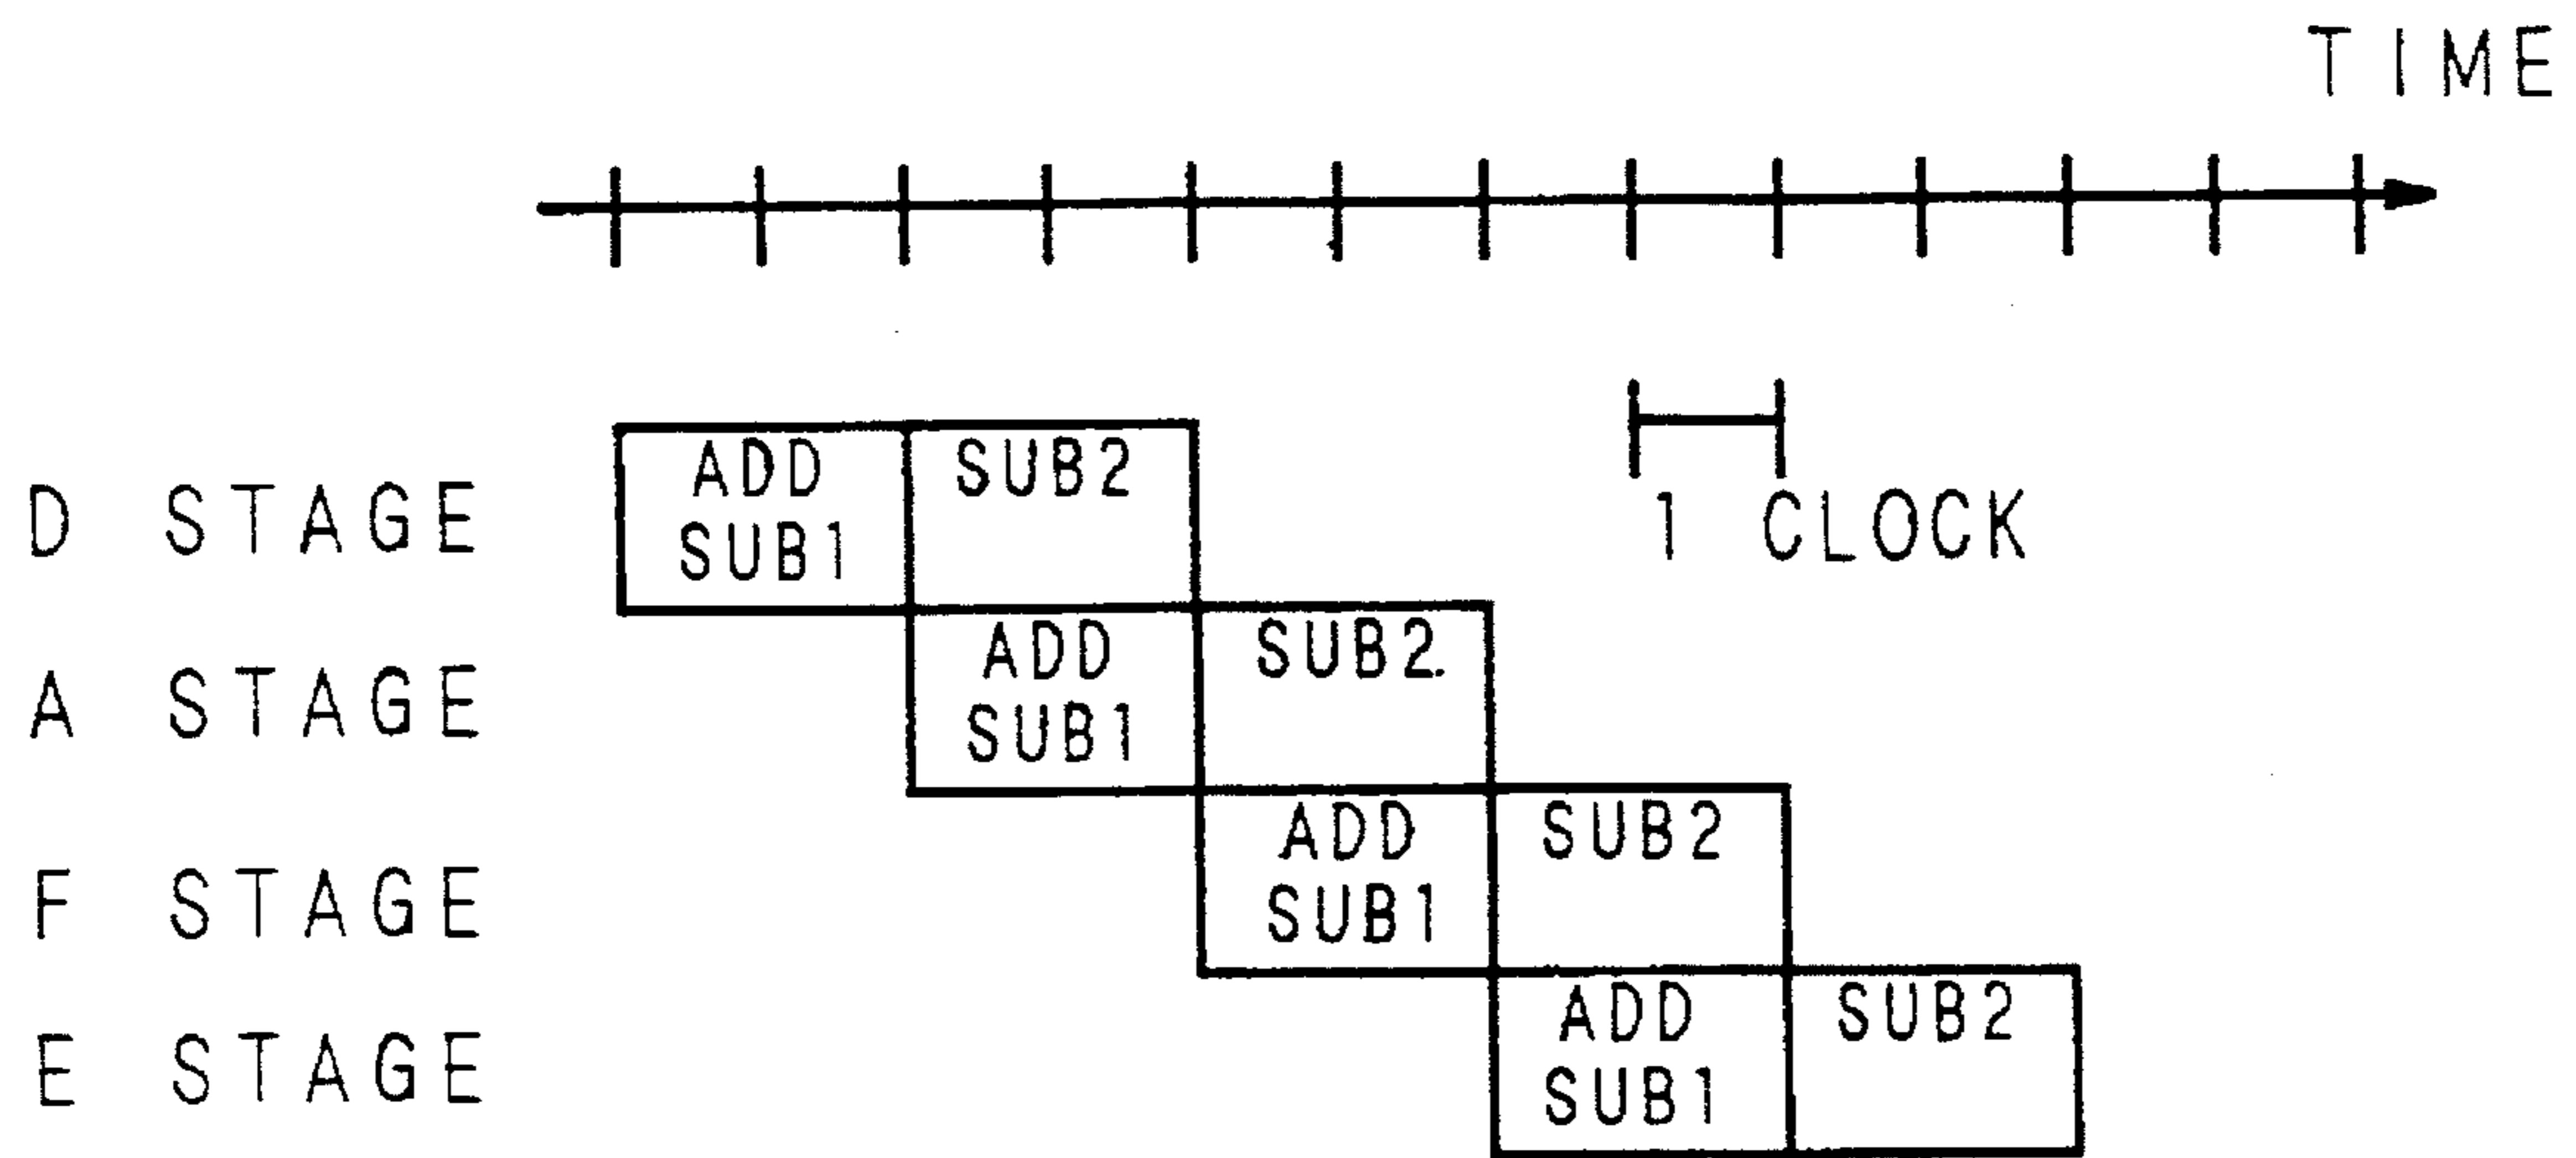 TIME
1 CLOCK
D STAGE
ADD
SUB1
SUB2
A STAGE
ADD
SUB1
SUB2
F STAGE
ADD
SUB1
SUB2
E STAGE
ADD
SUB1
SUB2